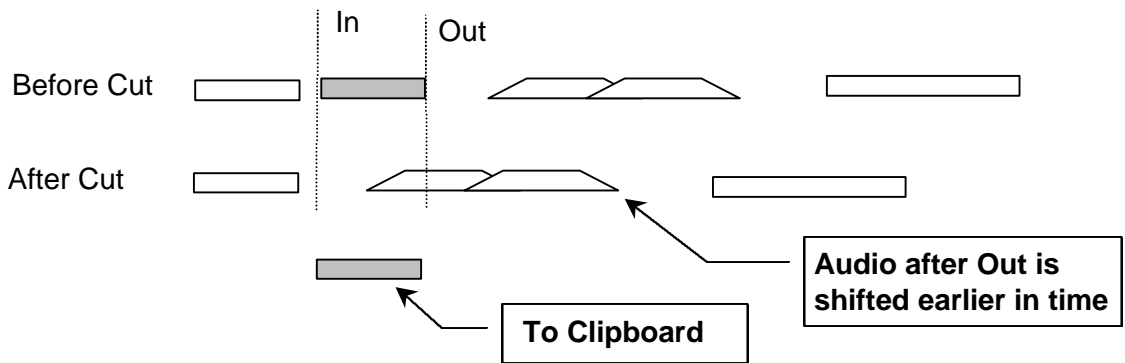 In
Out
Before Cut
After Cut
Audio after Out is
shifted earlier in time
To Clipboard